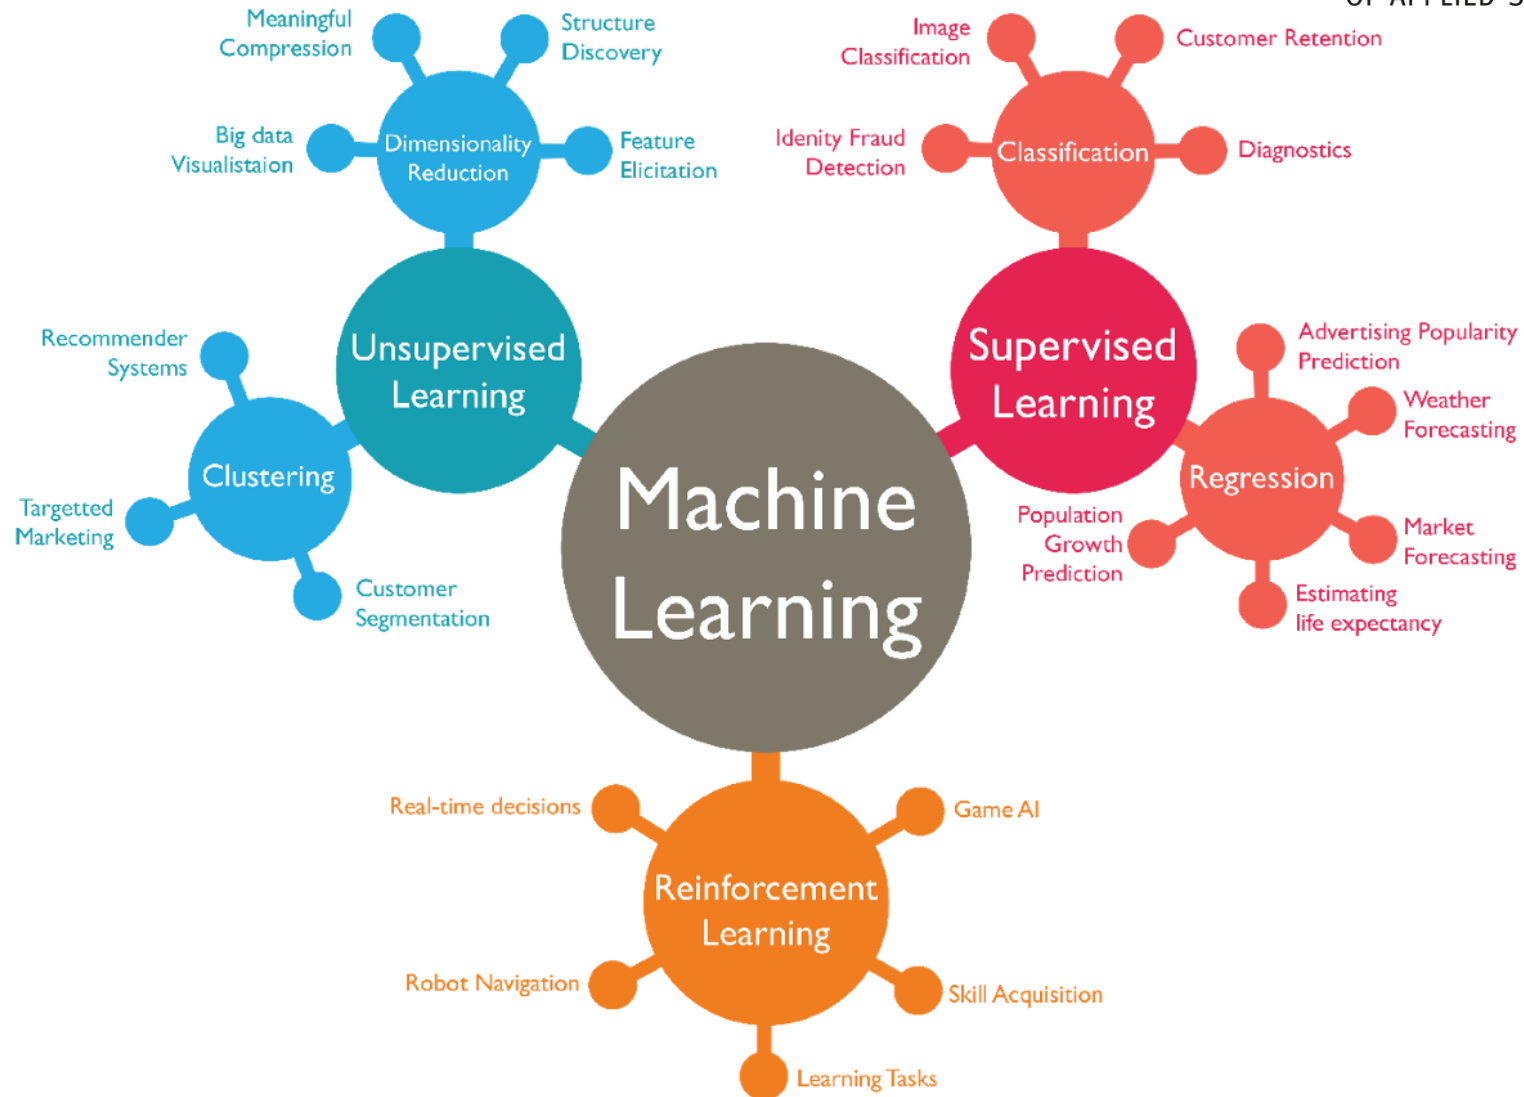 Meaningful
Compression
Structure
Discovery
Big data
Visualistaion
Dimensionality
Reduction
Feature
Elicitation
Image
Classification
Customer Retention
Idenity Fraud
Detection
Classification
Diagnostics
Unsupervised
Learning
Supervised
Learning
Recommender
Systems
Clustering
Targetted
Marketing
Customer
Segmentation
Advertising Popularity
Prediction
Weather
Forecasting
Regression
Population
Growth
Prediction
Market
Forecasting
Estimating
life expectancy
Machine
Learning
Real-time decisions
Game AI
Reinforcement
Learning
Robot Navigation
Skill Acquisition
Learning Tasks